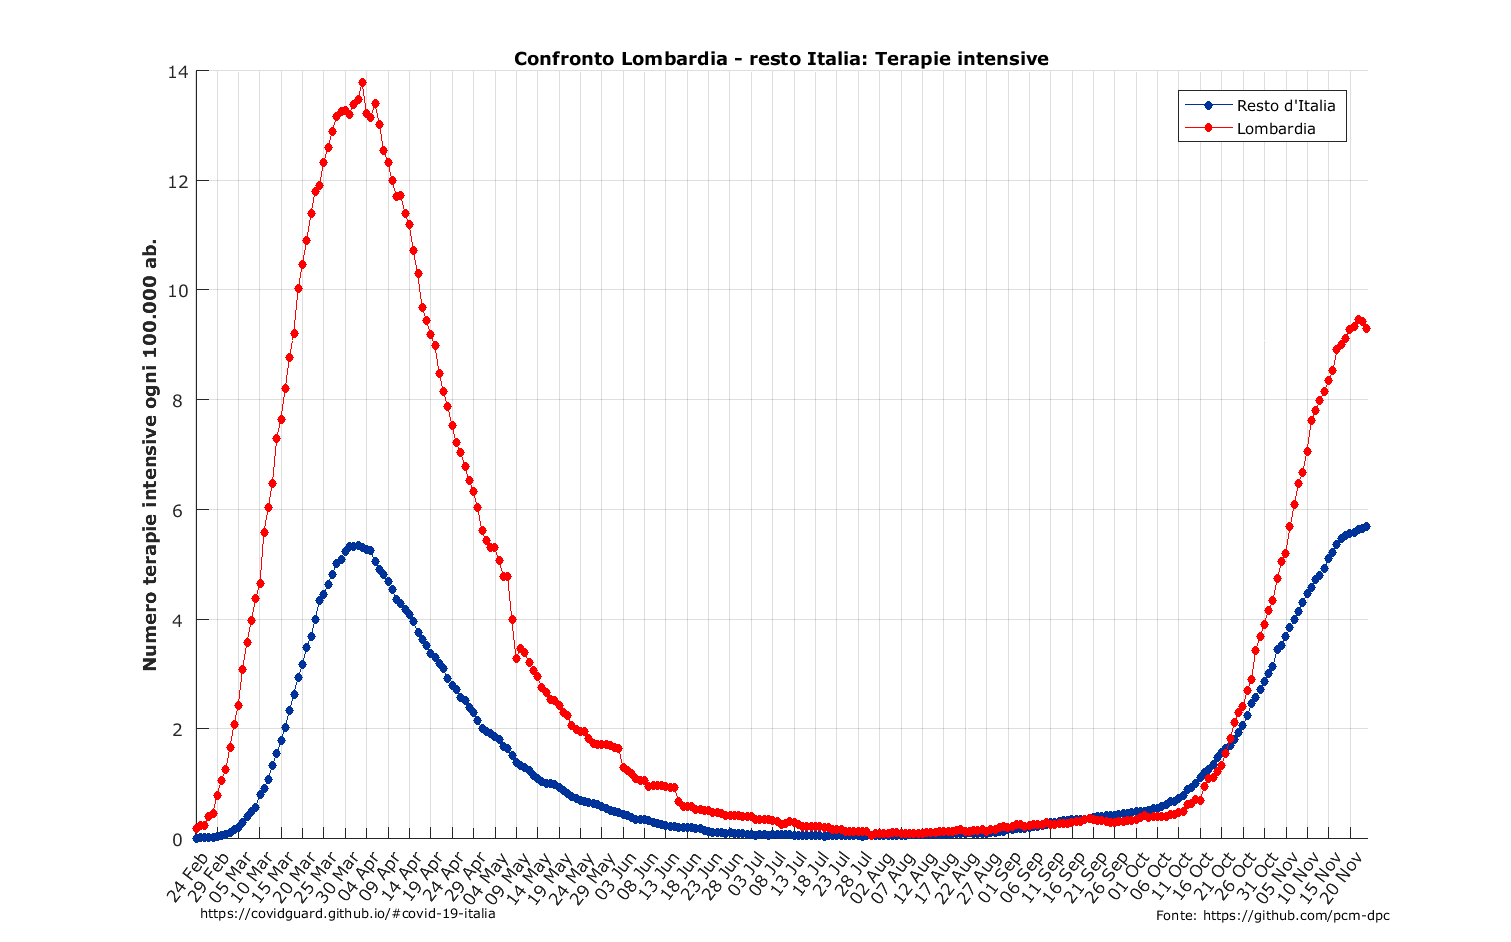 Confronto Lombardia - resto Italia: Terapie intensive
Resto d'Italia
Lombardia
Numero terapie intensive ogni 100.000 ab.
14
12
10
8
6
4
2
0
24 Feb
29 Feb
05 Mar
10 Mar
15 Mar
20 Mar
25 Mar
30 Mar
04 Apr
09 Apr
14 Apr
19 Apr
24 Apr
29 Apr
04 May
09 May
14 May
19 May
24 May
29 May
03 Jun
08 Jun
13 Jun
18 Jun
23 Jun
28 Jun
03 Jul
08 Jul
13 Jul
18 Jul
23 Jul
28 Jul
02 Aug
07 Aug
12 Aug
17 Aug
22 Aug
27 Aug
01 Sep
06 Sep
11 Sep
16 Sep
21 Sep
26 Sep
01 Oct
06 Oct
11 Oct
16 Oct
21 Oct
26 Oct
31 Oct
05 Nov
10 Nov
15 Nov
20 Nov
https://covidguard.github.io/#covid-19-italia
Fonte: https://github.com/pcm-dpc